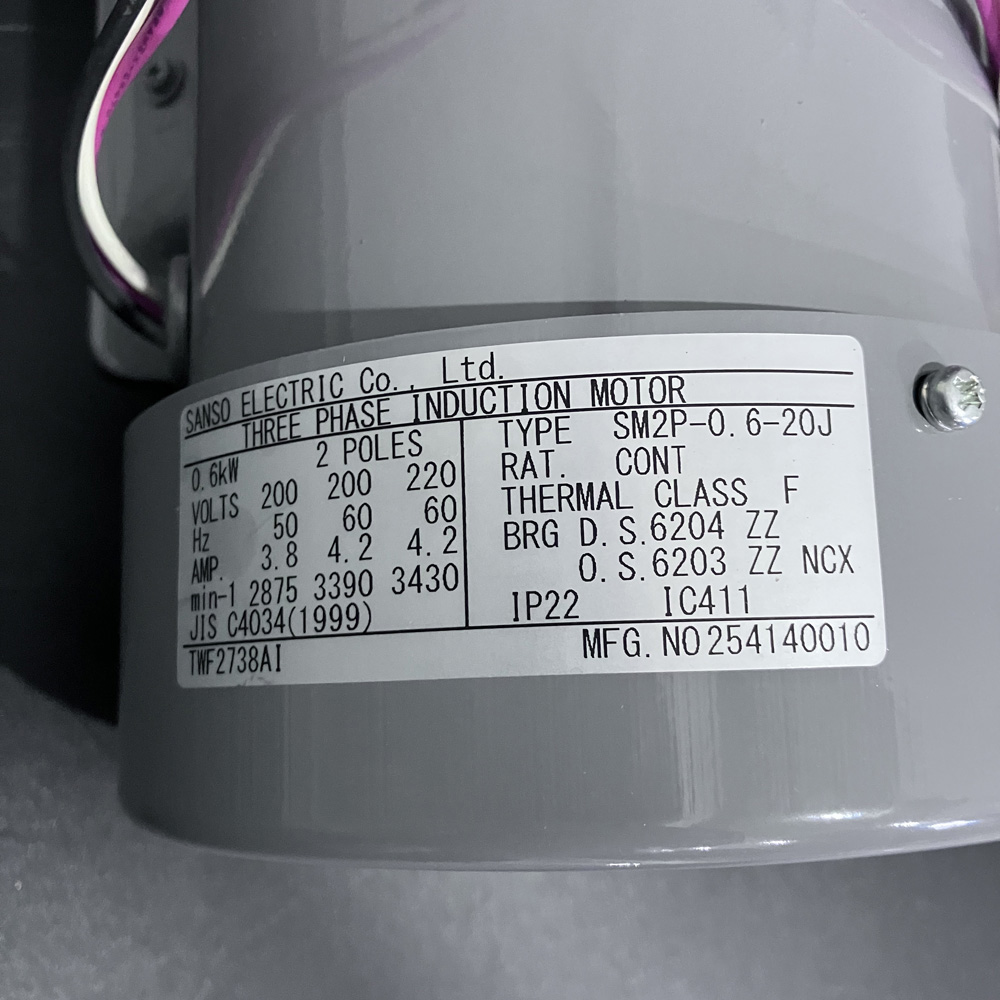 SANSO ELECTRIC Co., Ltd.
THREE PHASE INDUCTION MOTOR
0.6kW 2 POLES
VOLTS 200 200 220
Hz 50 60 60
AMP. 3.8 4.2 4.2
min-1 2875 3390 3430
JIS C4034(1999)
TYPE SM2P-0.6-20J
RAT. CONT
THERMAL CLASS F
BRG D.S.6204 ZZ
O.S.6203 ZZ NCX
IP22 IC411
TWF2738AI
MFG.NO254140010